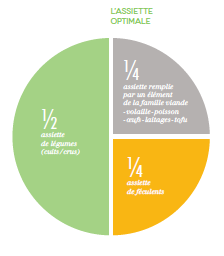 L'ASSIETTE
OPTIMALE
1/4
assiette remplie
par un élément
de la famille viande
- volaille - poisson
- œufs - laitages - tofu
1/2
assiette
de légumes
(cuits/crus)
1/4
assiette
de féculents